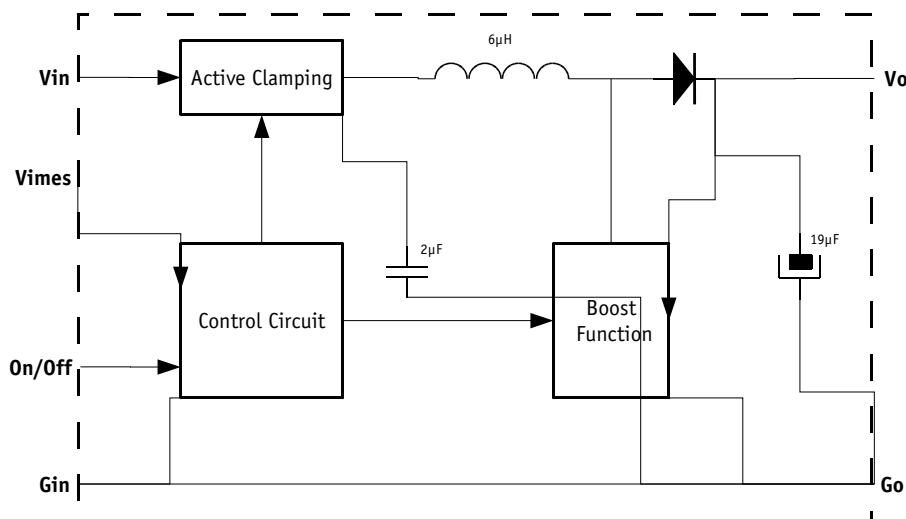 6µH
Vin
Active Clamping
Vo
Vimes
2µF
19µF
Control Circuit
Boost
Function
On/Off
Gin
Go